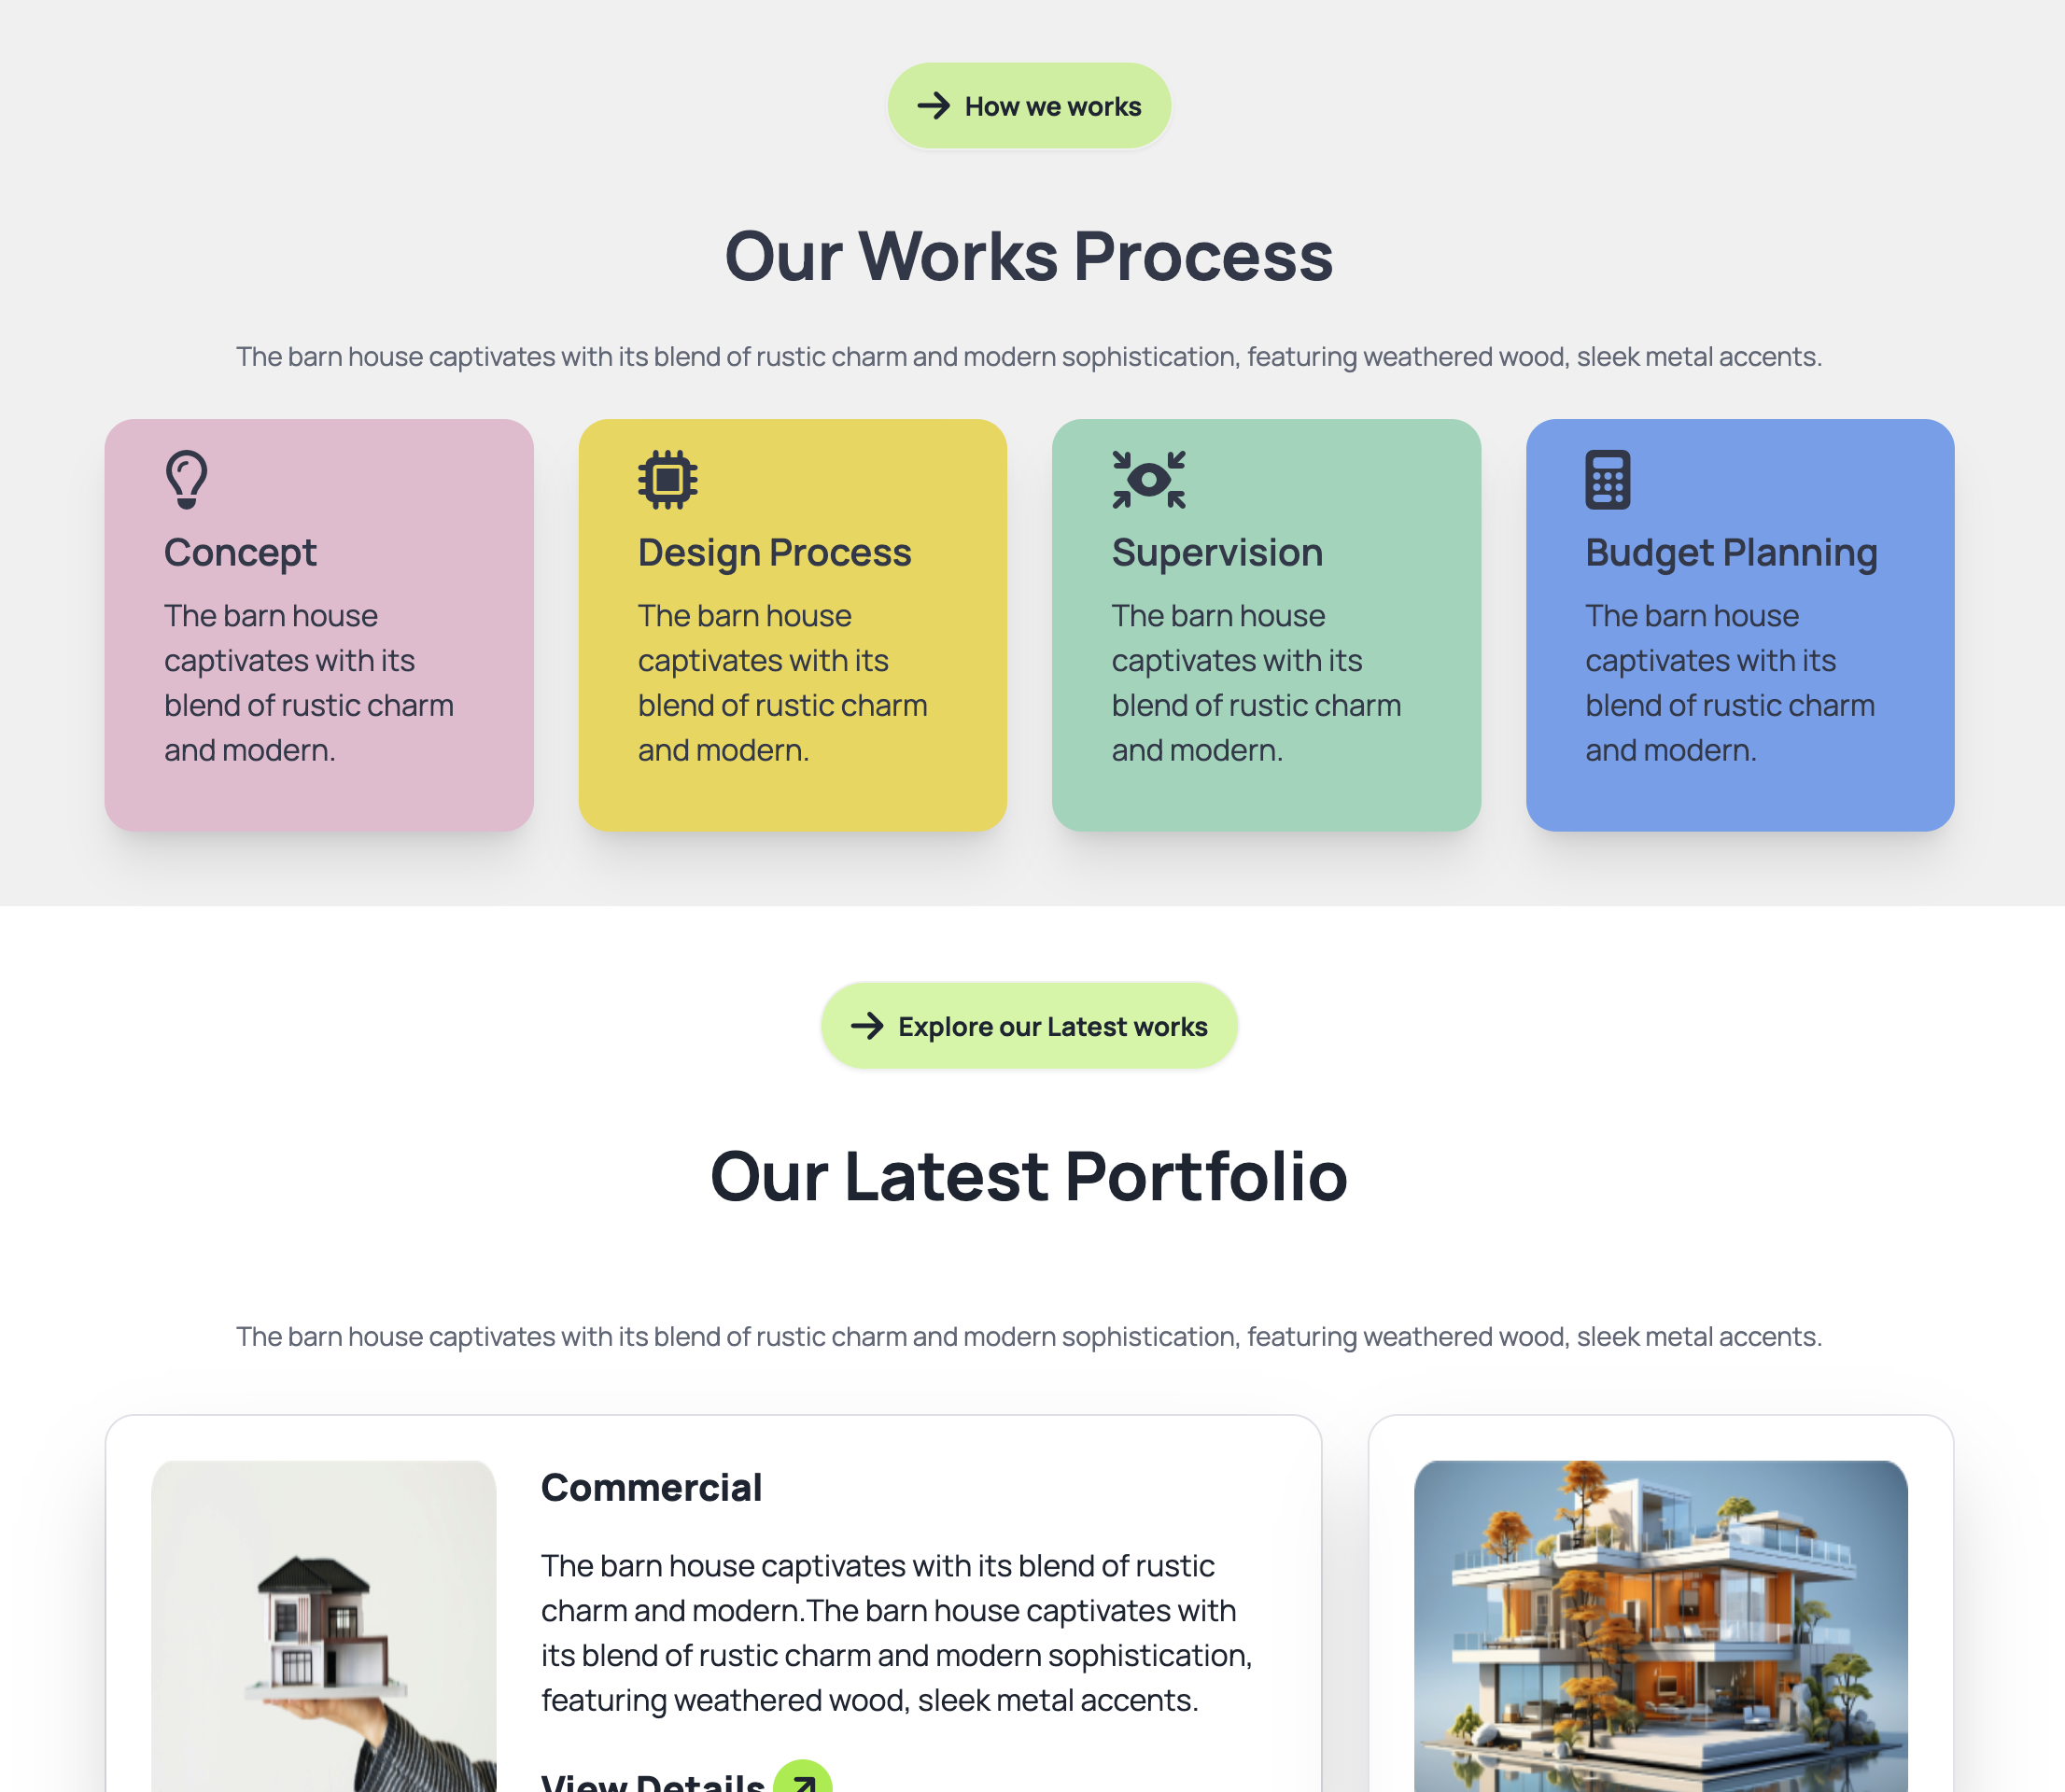 How we works
Our Works Process
The barn house captivates with its blend of rustic charm and modern sophistication, featuring weathered wood, sleek metal accents.
Concept
The barn house
captivates with its
blend of rustic charm
and modern.
Design Process
The barn house
captivates with its
blend of rustic charm
and modern.
Supervision
The barn house
captivates with its
blend of rustic charm
and modern.
Budget Planning
The barn house
captivates with its
blend of rustic charm
and modern.
Explore our Latest works
Our Latest Portfolio
The barn house captivates with its blend of rustic charm and modern sophistication, featuring weathered wood, sleek metal accents.
Commercial
The barn house captivates with its blend of rustic
charm and modern.The barn house captivates with
its blend of rustic charm and modern sophistication,
featuring weathered wood, sleek metal accents.
View Details